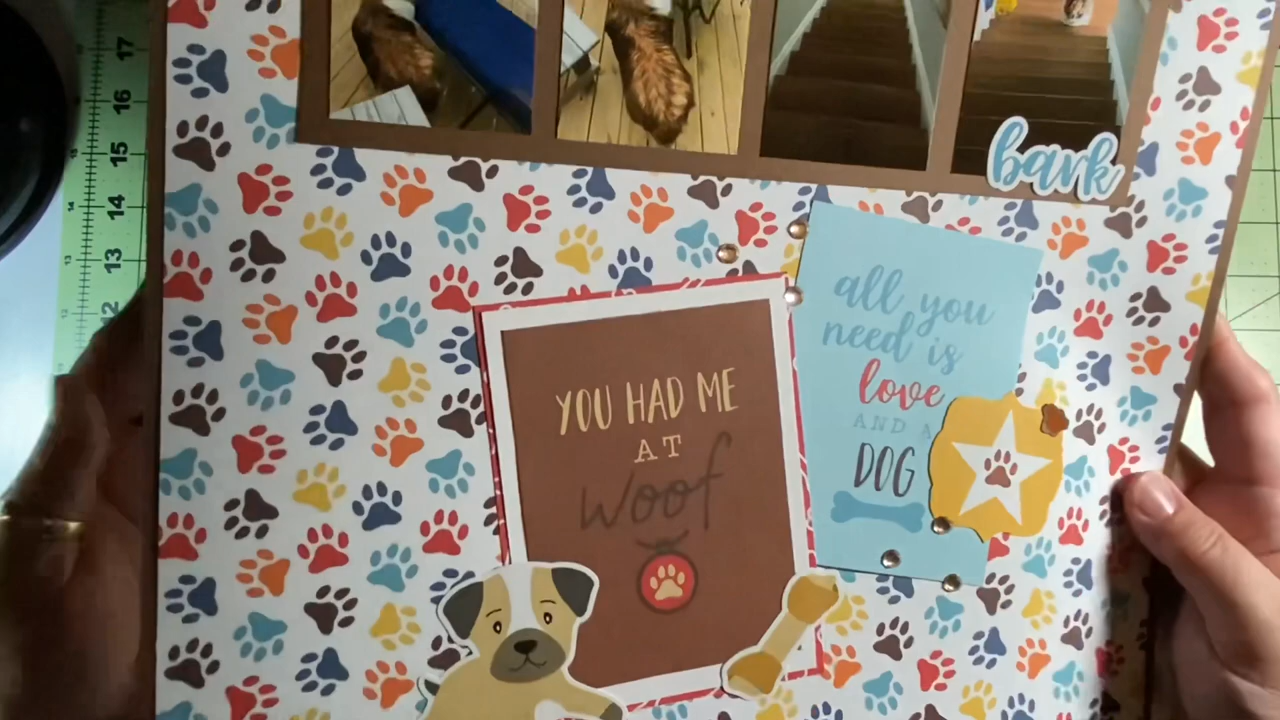 17
16
15
14
13
12
bark
all you
need is
love
AND A
DOG
YOU HAD ME
AT
Woof